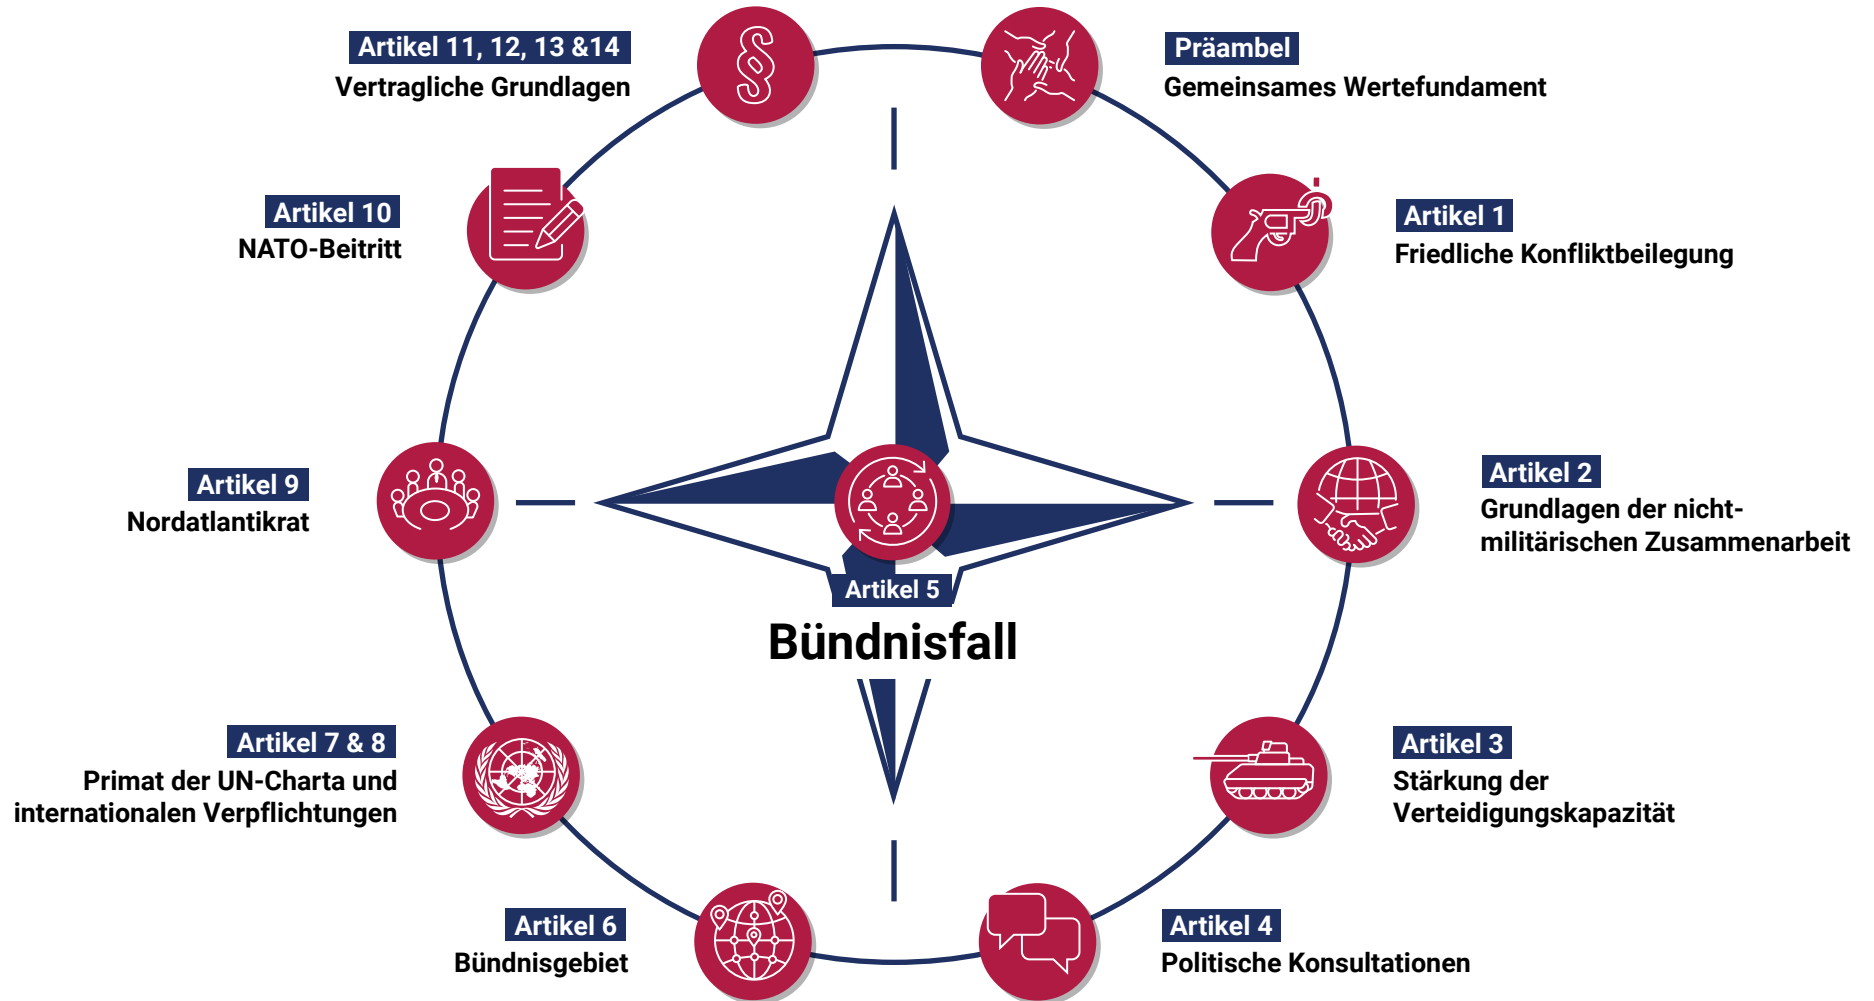 Präambel
Gemeinsames Wertefundament
Artikel 1
Friedliche Konfliktbeilegung
Artikel 2
Grundlagen der nicht-
militärischen Zusammenarbeit
Artikel 3
Stärkung der
Verteidigungskapazität
Artikel 4
Politische Konsultationen
Artikel 5
Bündnisfall
Artikel 6
Bündnisgebiet
Artikel 7 & 8
Primat der UN-Charta und
internationalen Verpflichtungen
Artikel 9
Nordatlantikrat
Artikel 10
NATO-Beitritt
Artikel 11, 12, 13 &14
Vertragliche Grundlagen